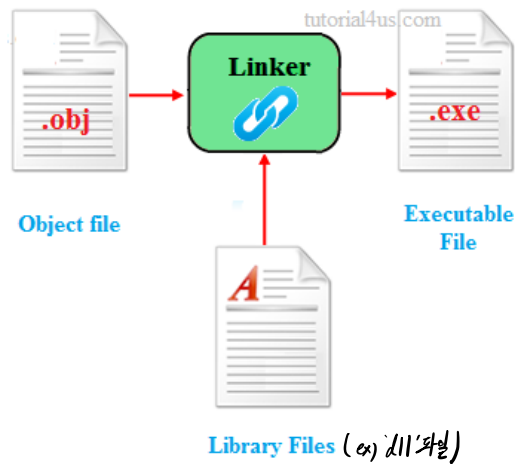 tutorial4us.com
Linker
.obj
.exe
Object file
Executable
File
A
Library Files (ex) 'dll'파일)